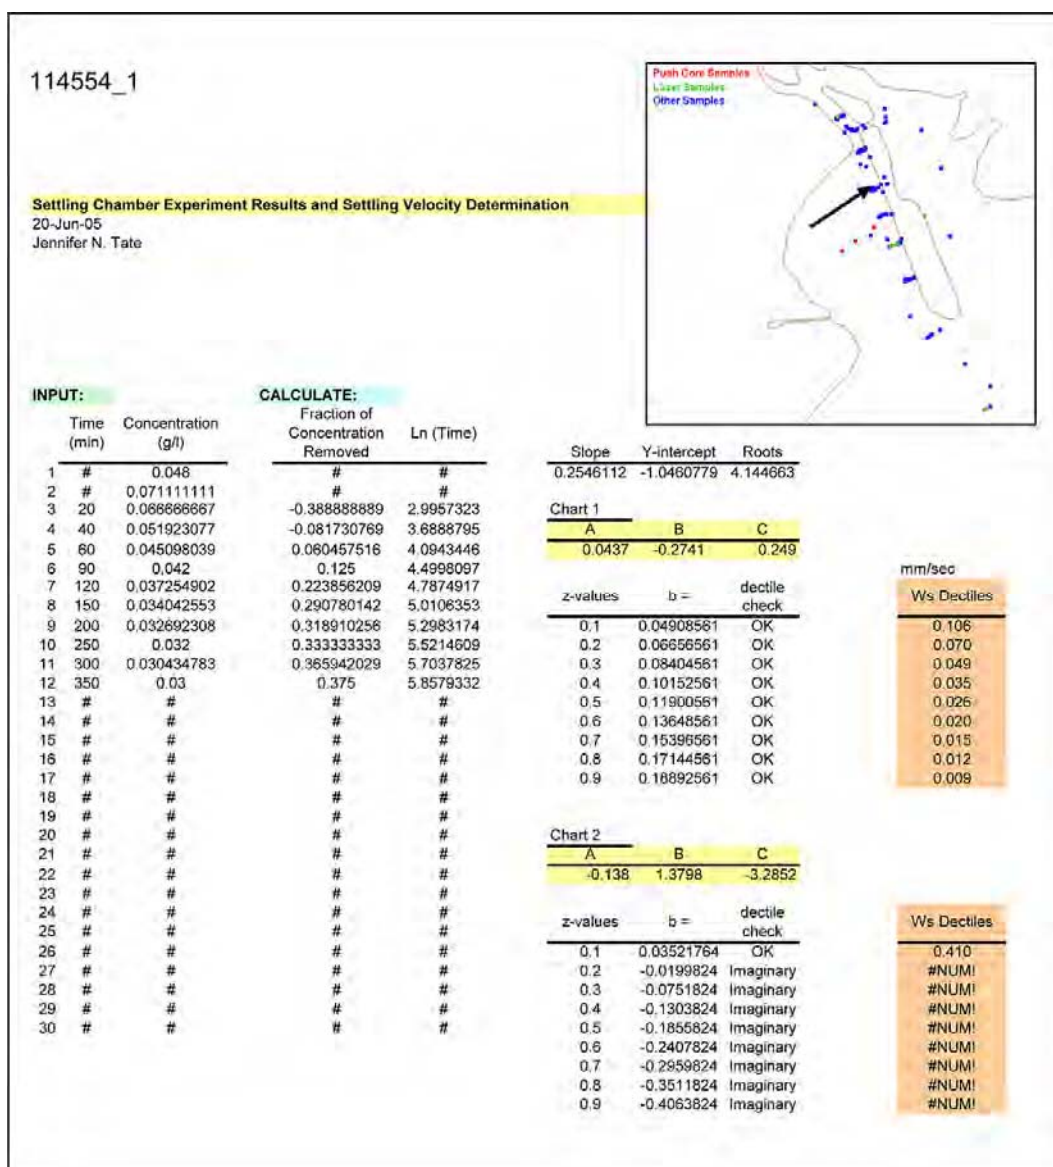 114554_1
Push Core Samples
Laser Samples
Other Samples
Settling Chamber Experiment Results and Settling Velocity Determination
20-Jun-05
Jennifer N. Tate
INPUT: CALCULATE:
Time (min) Concentration (g/l) Fraction of Concentration Removed Ln (Time)
1 # 0.048 # #
2 # 0.071111111 # #
3 20 0.066666667 -0.388888889 2.9957323
4 40 0.051923077 -0.081730769 3.6888795
5 60 0.045098039 0.060457516 4.0943446
6 90 0.042 0.125 4.4998097
7 120 0.037254902 0.223856209 4.7874917
8 150 0.034042553 0.290780142 5.0106353
9 200 0.032692308 0.318910256 5.2983174
10 250 0.032 0.333333333 5.5214609
11 300 0.030434783 0.365942029 5.7037825
12 350 0.03 0.375 5.8579332
13 # # # #
14 # # # #
15 # # # #
16 # # # #
17 # # # #
18 # # # #
19 # # # #
20 # # # #
21 # # # #
22 # # # #
23 # # # #
24 # # # #
25 # # # #
26 # # # #
27 # # # #
28 # # # #
29 # # # #
30 # # # #
Slope Y-intercept Roots
0.2546112 -1.0460779 4.144663
Chart 1
A B C
0.0437 -0.2741 0.249
mm/sec
z-values b = dectile check Ws Dectiles
0.1 0.04908561 OK 0.106
0.2 0.06656561 OK 0.070
0.3 0.08404561 OK 0.049
0.4 0.10152561 OK 0.035
0.5 0.11900561 OK 0.026
0.6 0.13648561 OK 0.020
0.7 0.15396561 OK 0.015
0.8 0.17144561 OK 0.012
0.9 0.18892561 OK 0.009
Chart 2
A B C
-0.138 1.3798 -3.2852
z-values b = dectile check Ws Dectiles
0.1 0.03521764 OK 0.410
0.2 -0.0199824 Imaginary #NUM!
0.3 -0.0751824 Imaginary #NUM!
0.4 -0.1303824 Imaginary #NUM!
0.5 -0.1855824 Imaginary #NUM!
0.6 -0.2407824 Imaginary #NUM!
0.7 -0.2959824 Imaginary #NUM!
0.8 -0.3511824 Imaginary #NUM!
0.9 -0.4063824 Imaginary #NUM!